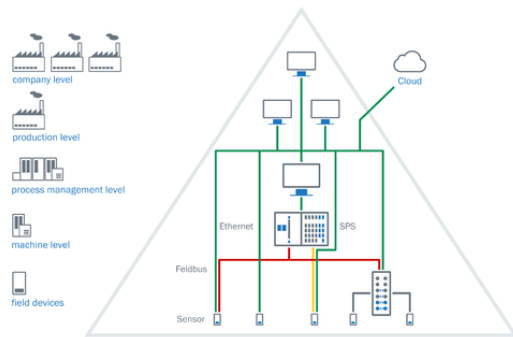 company level
production level
process management level
machine level
field devices
Cloud
Ethernet
SPS
Feldbus
Sensor